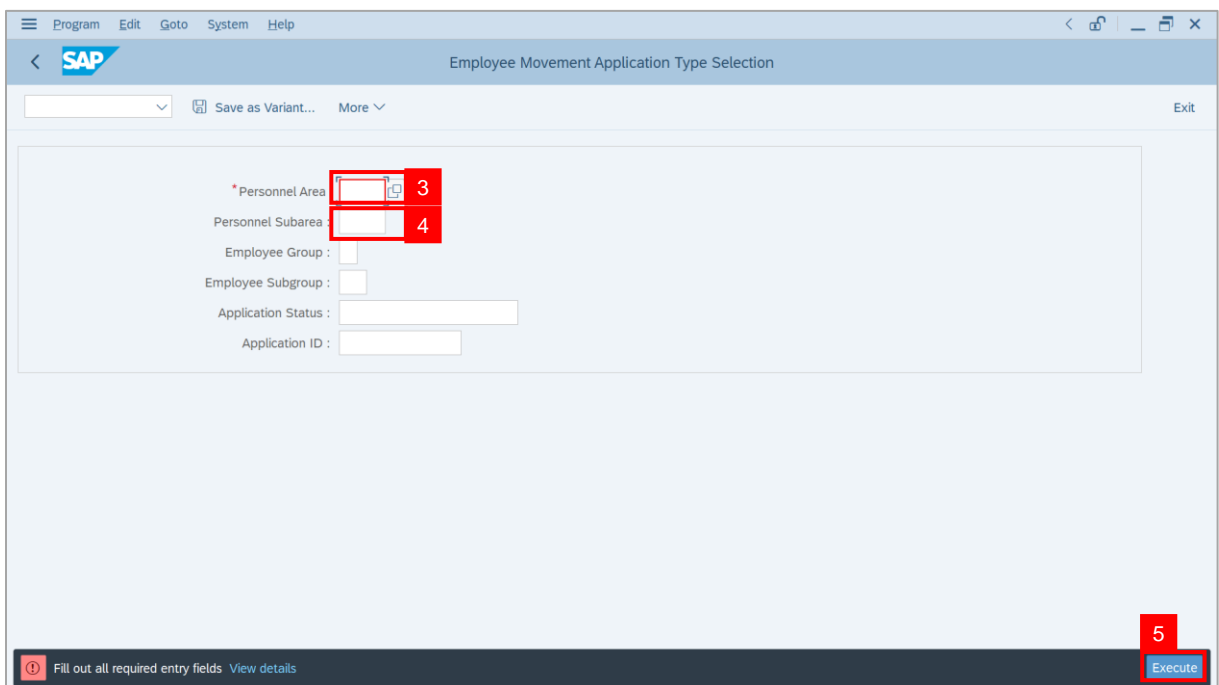 Program Edit Goto System Help
SAP Employee Movement Application Type Selection
Save as Variant... More Exit
*Personnel Area 3
Personnel Subarea : 4
Employee Group :
Employee Subgroup :
Application Status :
Application ID :
5
Fill out all required entry fields View details Execute